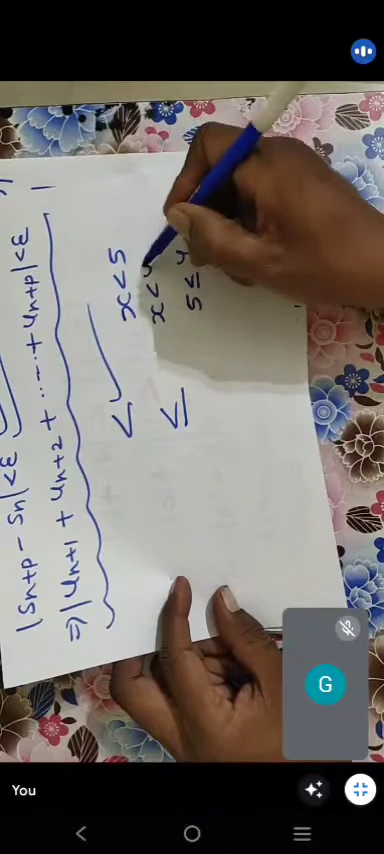 |Sn+p - Sn| < ε
⇒ |Un+1 + Un+2 + ..... + Un+p| < ε
< x < 5
≤ x < y
5 ≤ y
G
You